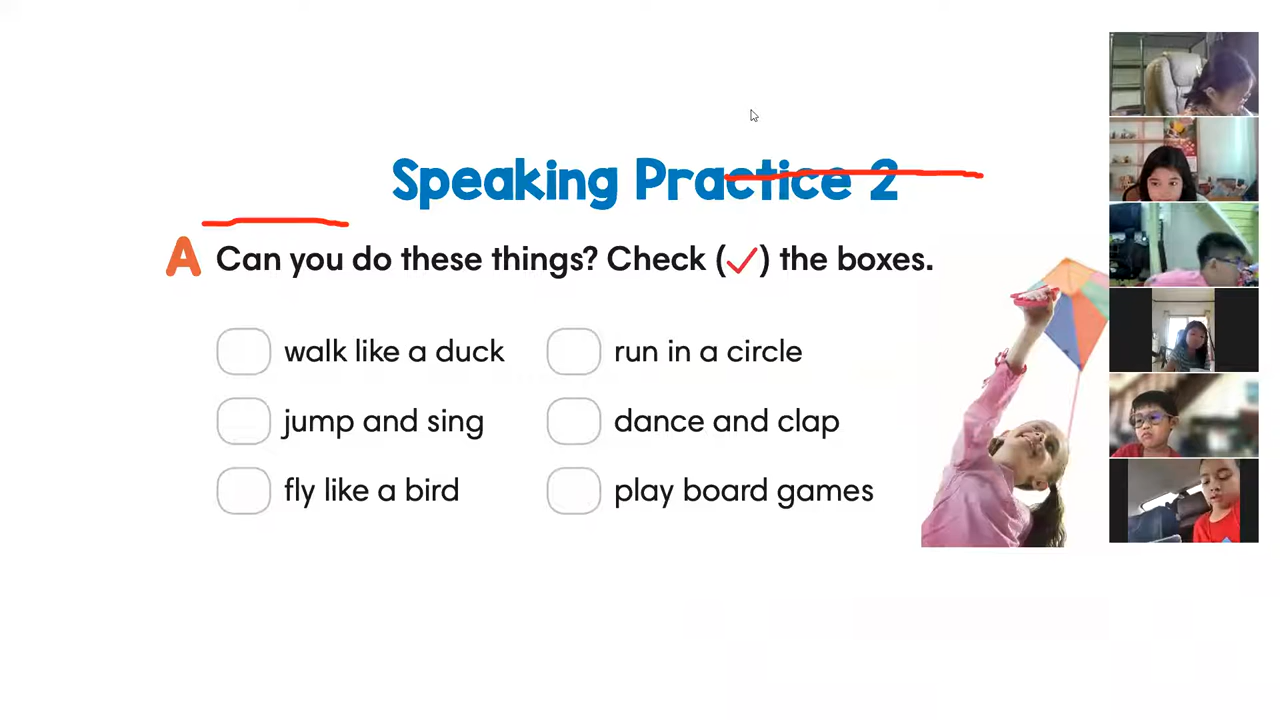 Speaking Practice 2
A Can you do these things? Check (✓) the boxes.
walk like a duck
run in a circle
jump and sing
dance and clap
fly like a bird
play board games